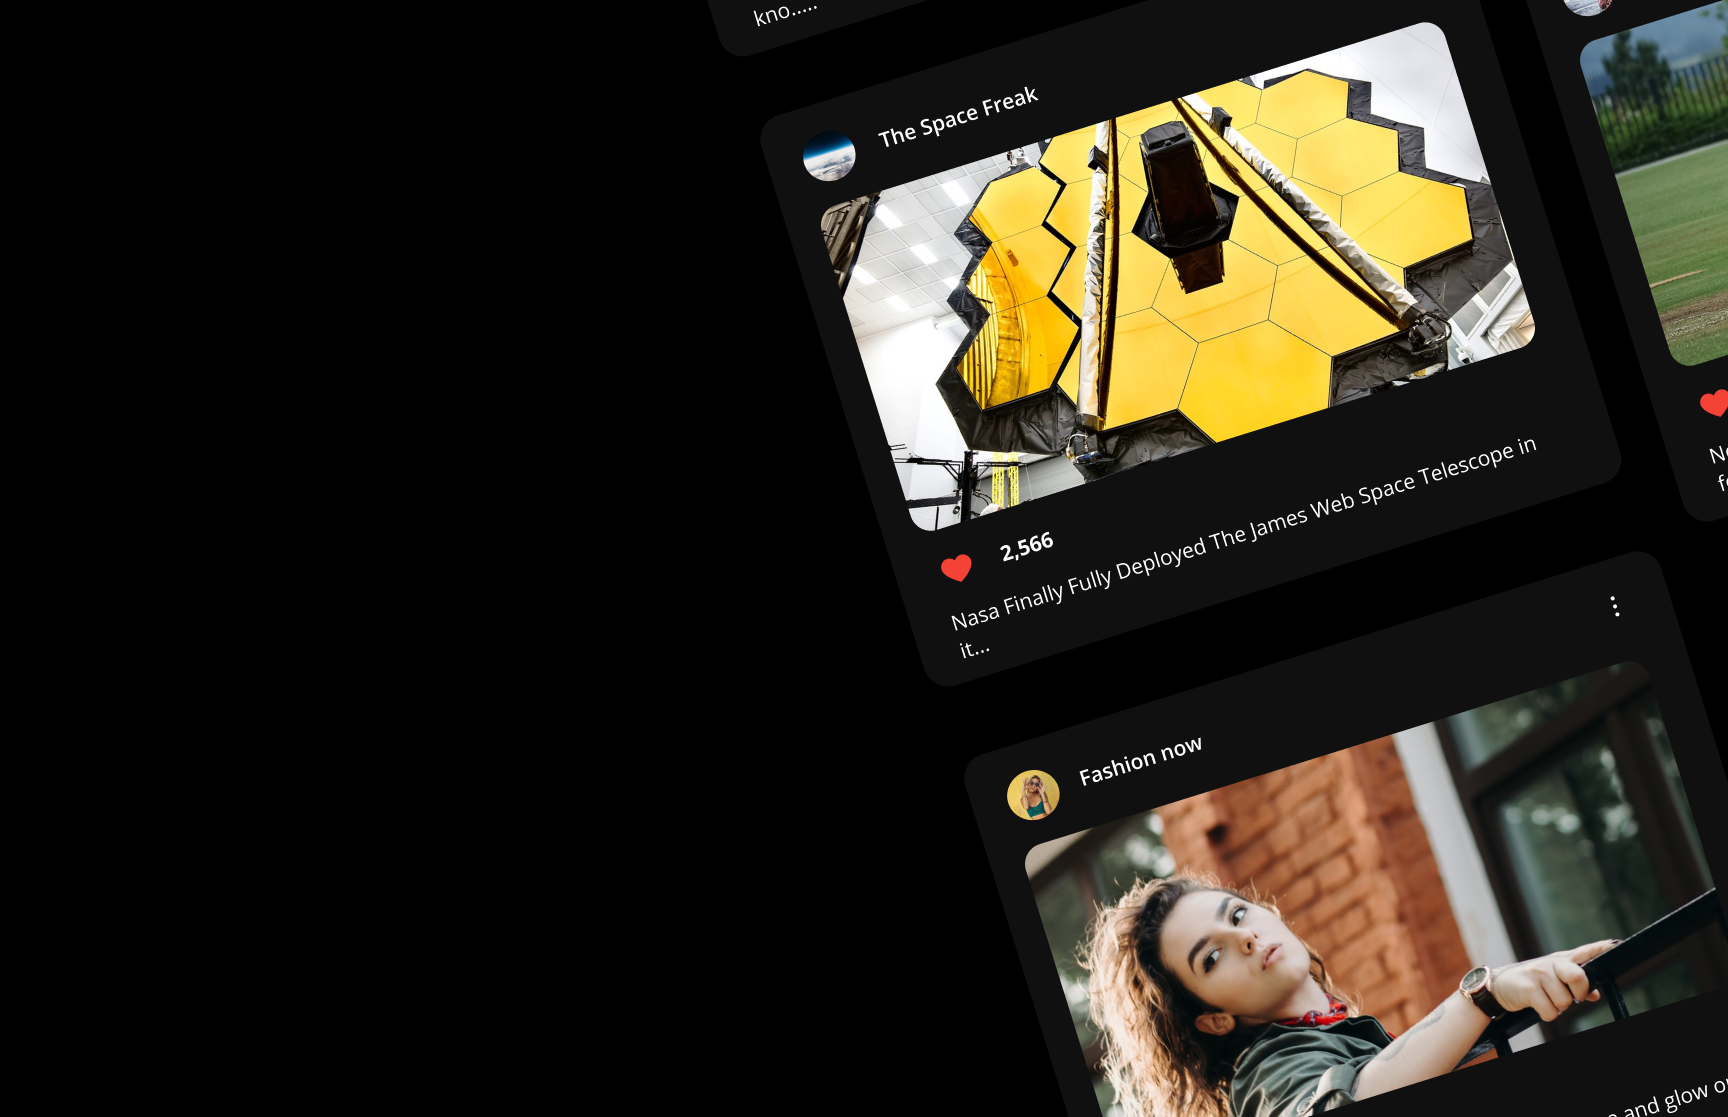 kno.....
The Space Freak
2,566
Nasa Finally Fully Deployed The James Web Space Telescope in
it...
Fashion now
and glow